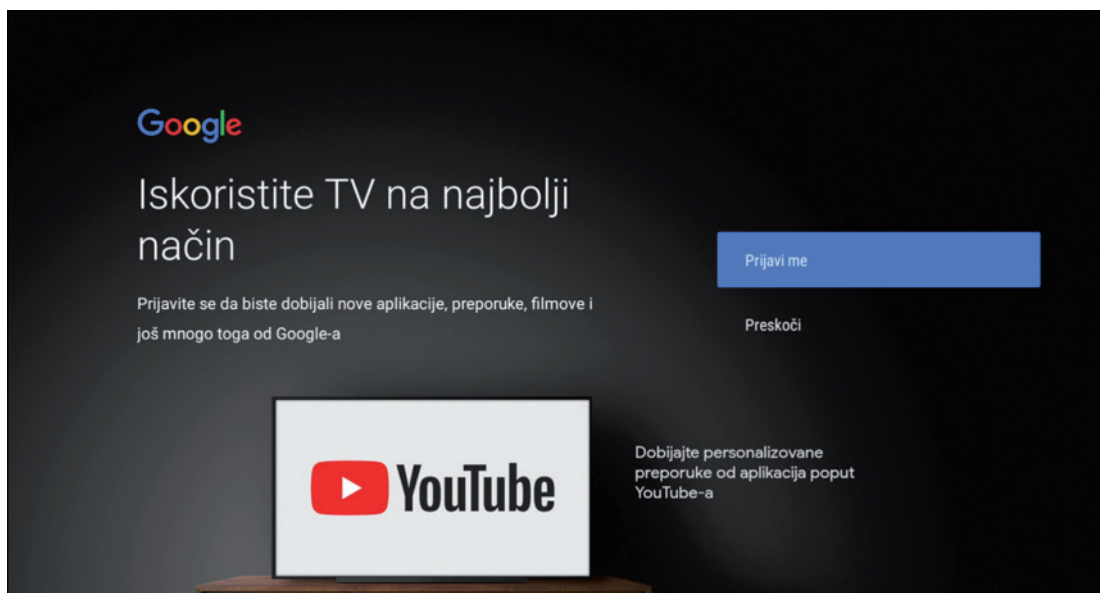 Google
Iskoristite TV na najbolji
način
Prijavite se da biste dobijali nove aplikacije, preporuke, filmove i
još mnogo toga od Google-a
Prijavi me
Preskoči
YouTube
Dobijajte personalizovane
preporuke od aplikacija poput
YouTube-a